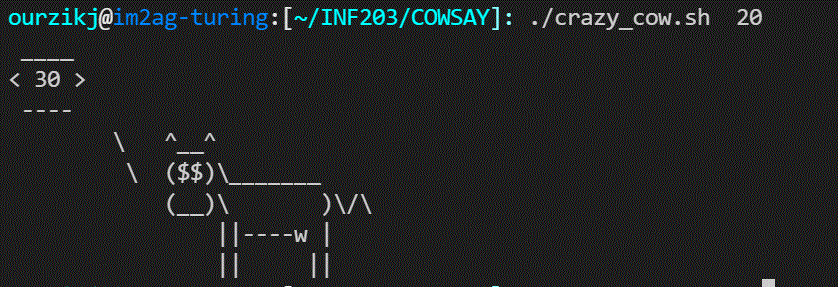 ourzikj@im2ag-turing:[~/INF203/COWSAY]: ./crazy_cow.sh  20
 ____
< 30 >
 ----
        \   ^__^
         \  ($$)\_______
            (__)\       )\/\
                ||----w |
                ||     ||